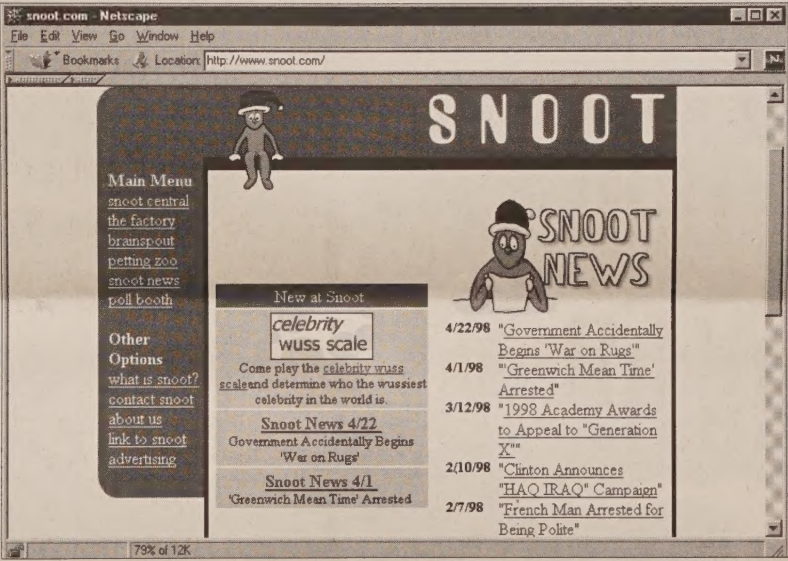 snoot.com - Netscape
File Edit View Go Window Help
Bookmarks Location: http://www.snoot.com/
N
SNOOT
Main Menu
snoot central
the factory
brainspout
petting zoo
snoot news
poll booth
Other
Options
what is snoot?
contact snoot
about us
link to snoot
advertising
New at Snoot
celebrity
wuss scale
Come play the celebrity wuss
scaleand determine who the wussiest
celebrity in the world is.
Snoot News 4/22
Government Accidentally Begins
'War on Rugs'
Snoot News 4/1
'Greenwich Mean Time' Arrested
SNOOT
NEWS
4/22/98 "Government Accidentally
Begins 'War on Rugs'"
4/1/98 "'Greenwich Mean Time'
Arrested"
3/12/98 "1998 Academy Awards
to Appeal to "Generation
X""
2/10/98 "Clinton Announces
"HAQ IRAQ" Campaign"
2/7/98 "French Man Arrested for
Being Polite"
79% of 12K